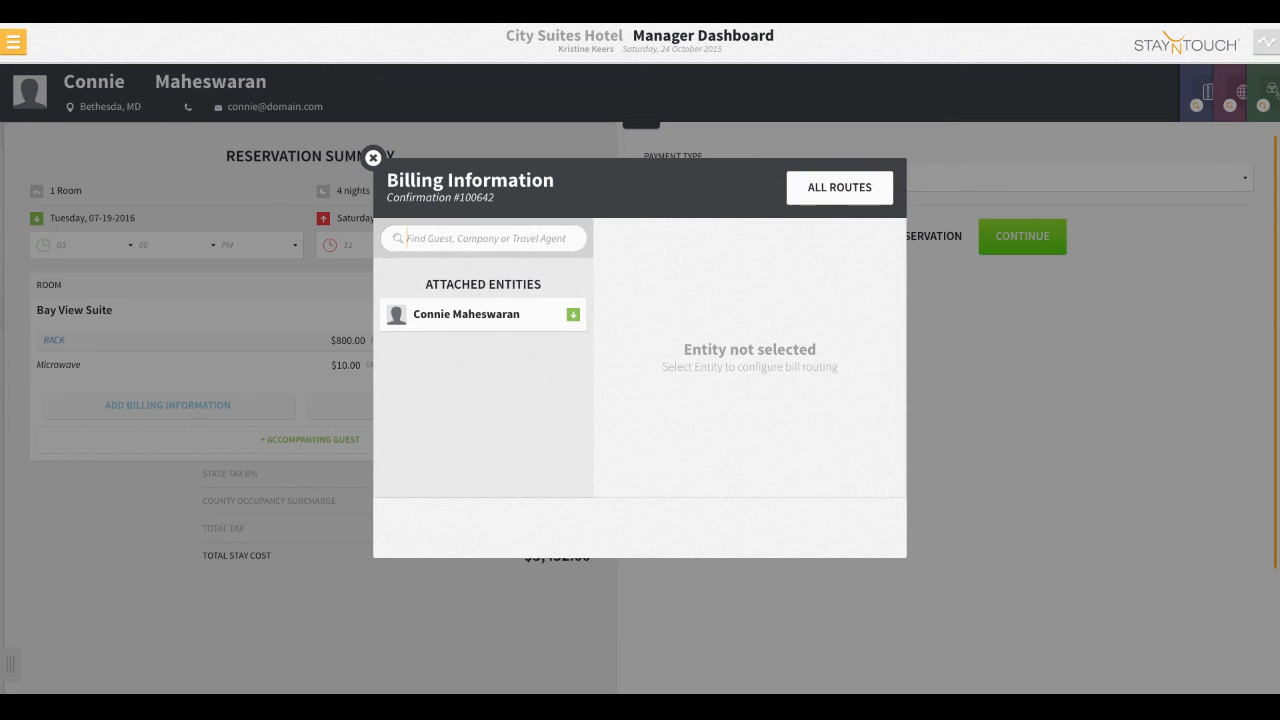 City Suites Hotel Manager Dashboard
Kristine Keers Saturday, 24 October 2015
STAYNTOUCH
Connie Maheswaran
Bethesda, MD connie@domain.com
RESERVATION SUMMARY
1 Room 4 nights
Tuesday, 07-19-2016 Saturday
03 00 PM 11
ROOM
Bay View Suite
RACK $800.00
Microwave $10.00
ADD BILLING INFORMATION
+ ACCOMPANYING GUEST
STATE TAX 6%
COUNTY OCCUPANCY SURCHARGE
TOTAL TAX
TOTAL STAY COST
Billing Information
Confirmation #100642
ALL ROUTES
Find Guest, Company or Travel Agent
ATTACHED ENTITIES
Connie Maheswaran
Entity not selected
Select Entity to configure bill routing
PAYMENT TYPE
ERVATION CONTINUE